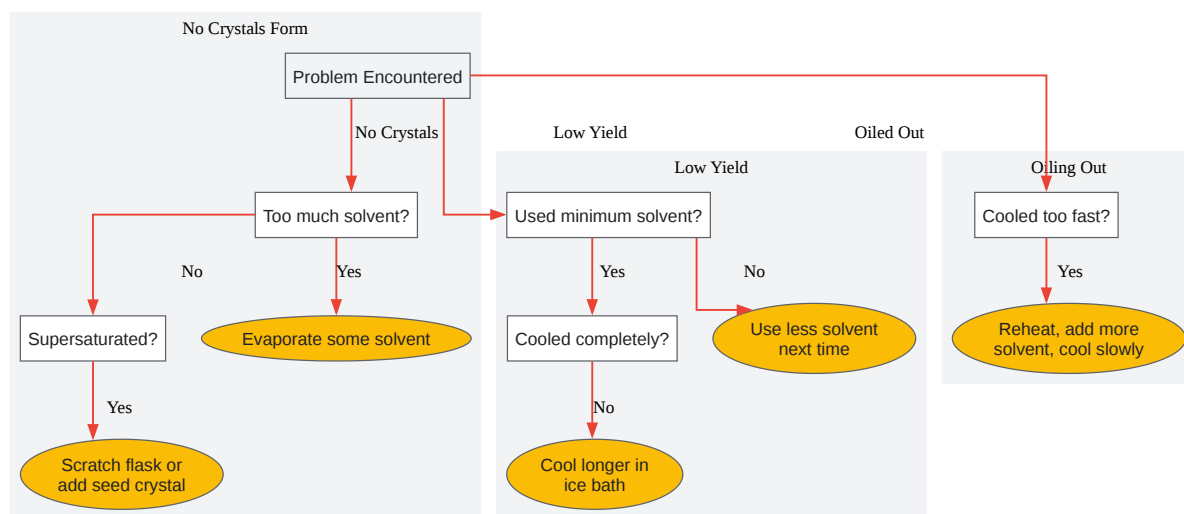 No Crystals Form
Problem Encountered
No Crystals
Low Yield
Oiled Out
Low Yield
Oiling Out
Too much solvent?
Used minimum solvent?
Cooled too fast?
No
Yes
Yes
No
Yes
Supersaturated?
Evaporate some solvent
Cooled completely?
Use less solvent
next time
Reheat, add more
solvent, cool slowly
Yes
No
Scratch flask or
add seed crystal
Cool longer in
ice bath